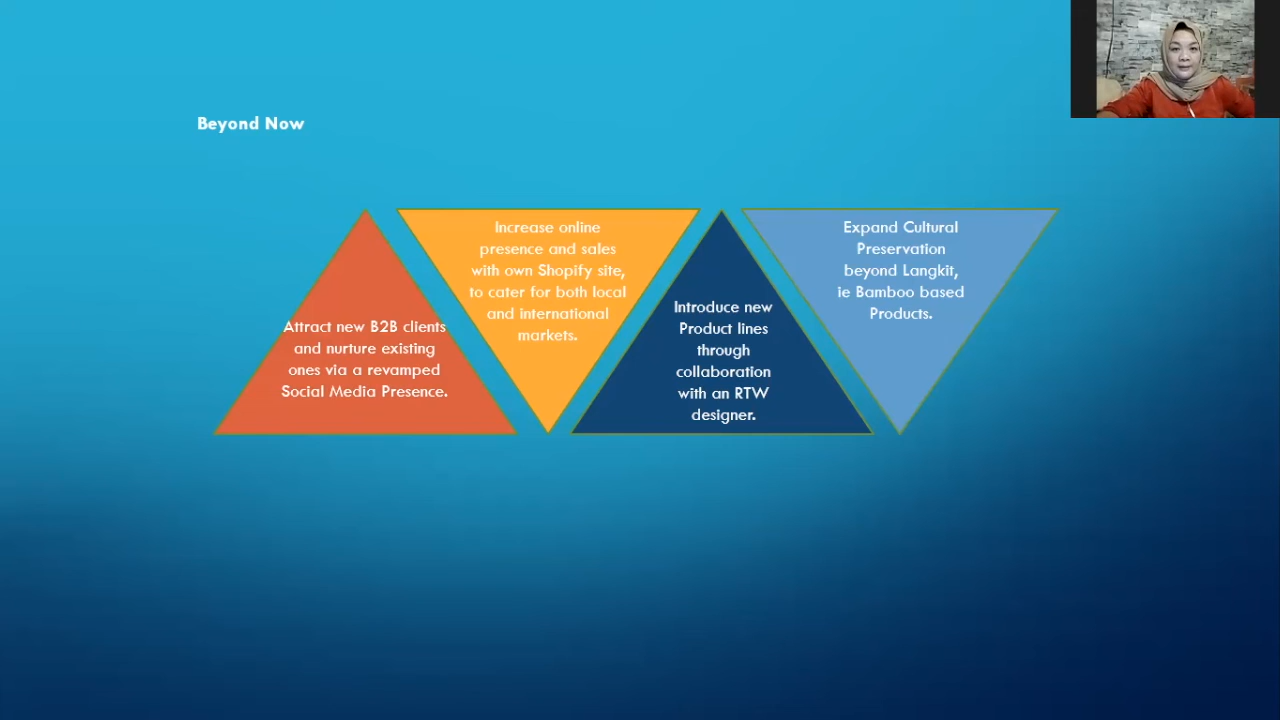 Beyond Now
Attract new B2B clients
and nurture existing
ones via a revamped
Social Media Presence.
Increase online
presence and sales
with own Shopify site,
to cater for both local
and international
markets.
Introduce new
Product lines
through
collaboration
with an RTW
designer.
Expand Cultural
Preservation
beyond Langkit,
ie Bamboo based
Products.